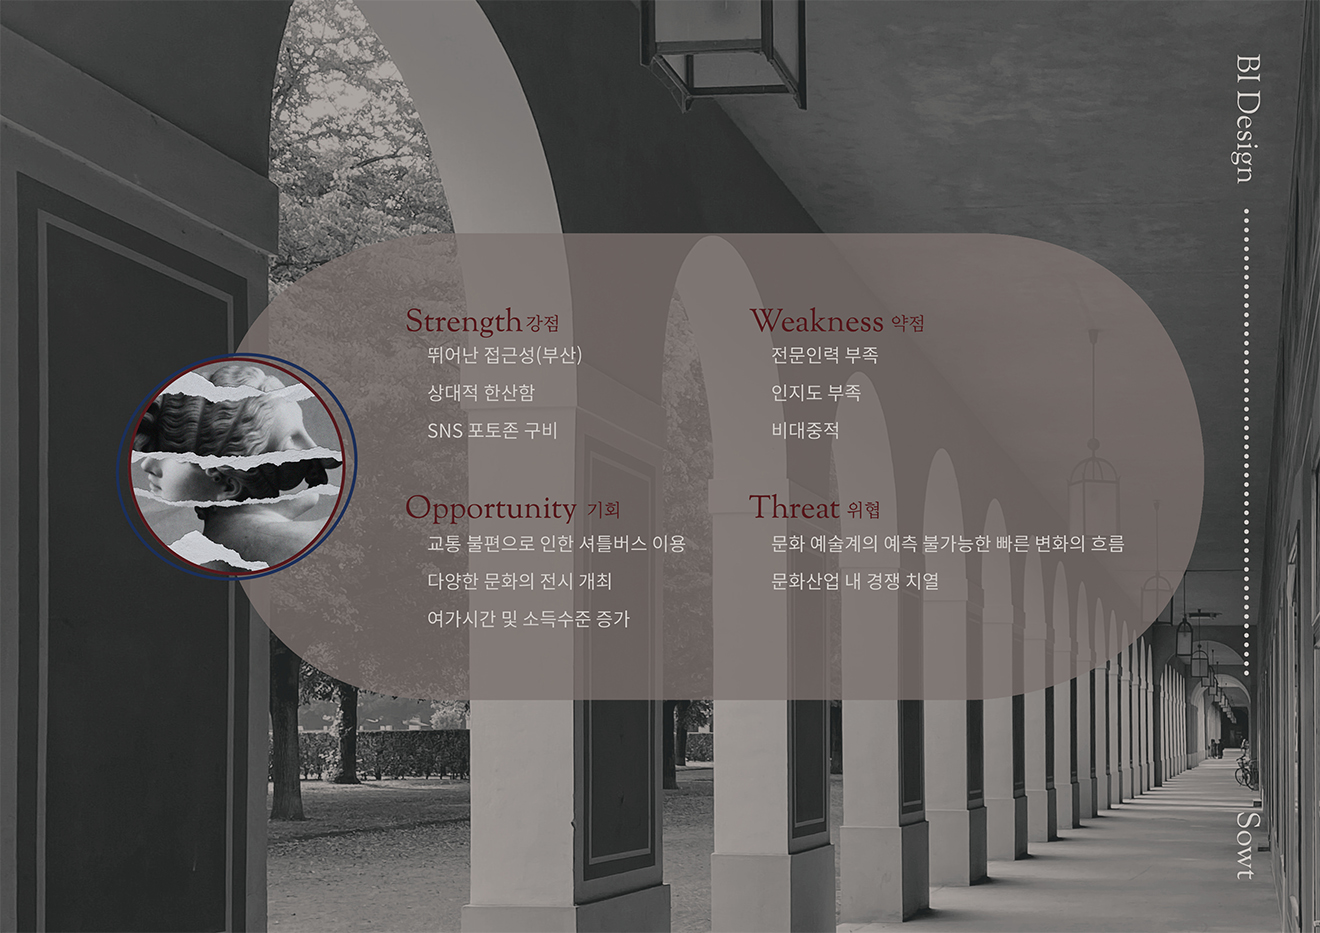 BI Design
Sowt
Strength 강점
뛰어난 접근성(부산)
상대적 한산함
SNS 포토존 구비
Weakness 약점
전문인력 부족
인지도 부족
비대중적
Opportunity 기회
교통 불편으로 인한 셔틀버스 이용
다양한 문화의 전시 개최
여가시간 및 소득수준 증가
Threat 위협
문화 예술계의 예측 불가능한 빠른 변화의 흐름
문화산업 내 경쟁 치열